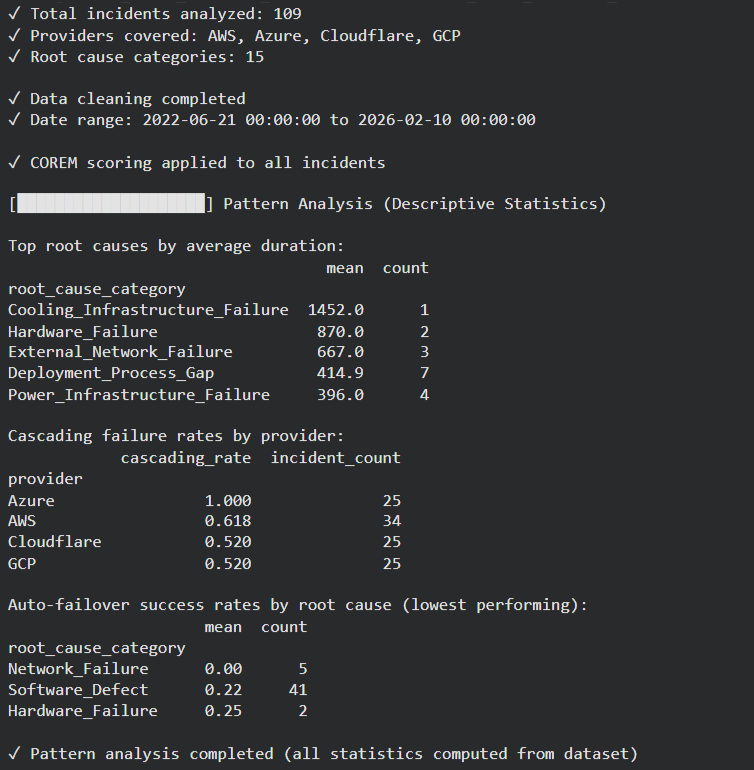 ✓ Total incidents analyzed: 109
✓ Providers covered: AWS, Azure, Cloudflare, GCP
✓ Root cause categories: 15
✓ Data cleaning completed
✓ Date range: 2022-06-21 00:00:00 to 2026-02-10 00:00:00
✓ COREM scoring applied to all incidents
[████████████████████] Pattern Analysis (Descriptive Statistics)
Top root causes by average duration:
mean count
root_cause_category
Cooling_Infrastructure_Failure 1452.0 1
Hardware_Failure 870.0 2
External_Network_Failure 667.0 3
Deployment_Process_Gap 414.9 7
Power_Infrastructure_Failure 396.0 4
Cascading failure rates by provider:
cascading_rate incident_count
provider
Azure 1.000 25
AWS 0.618 34
Cloudflare 0.520 25
GCP 0.520 25
Auto-failover success rates by root cause (lowest performing):
mean count
root_cause_category
Network_Failure 0.00 5
Software_Defect 0.22 41
Hardware_Failure 0.25 2
✓ Pattern analysis completed (all statistics computed from dataset)